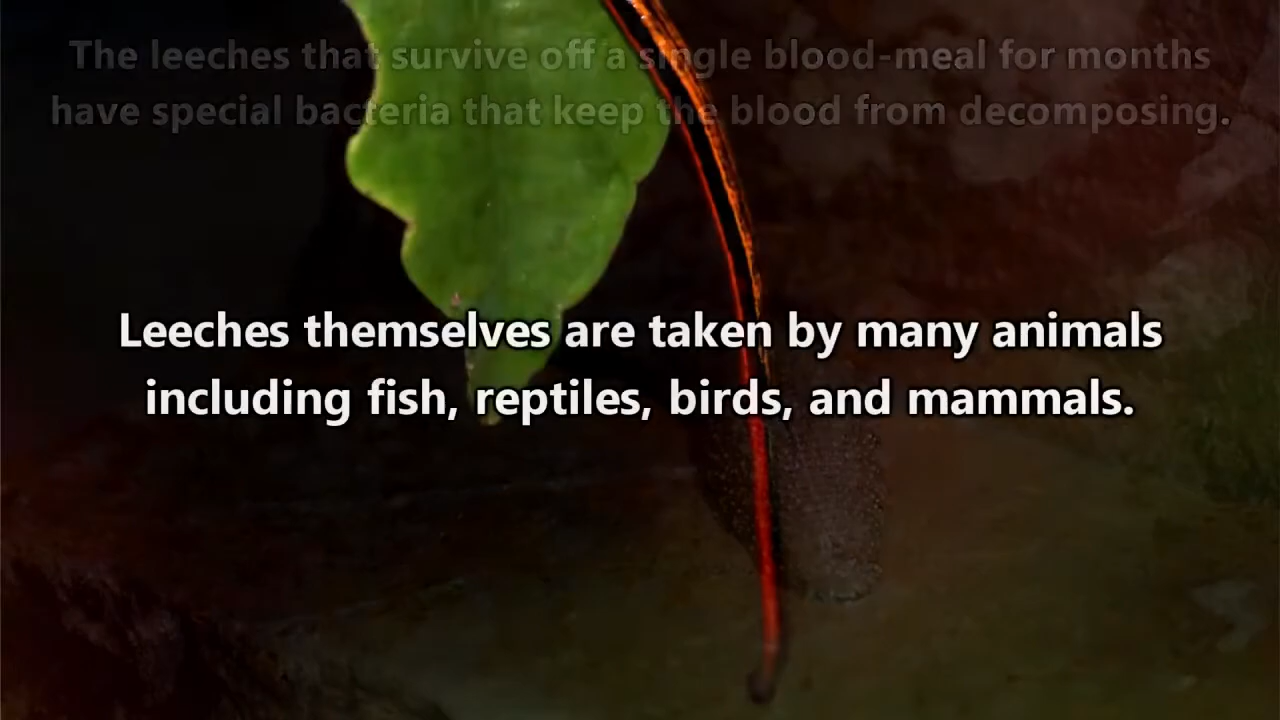 The leeches that survive off a single blood-meal for months
have special bacteria that keep the blood from decomposing.
Leeches themselves are taken by many animals
including fish, reptiles, birds, and mammals.